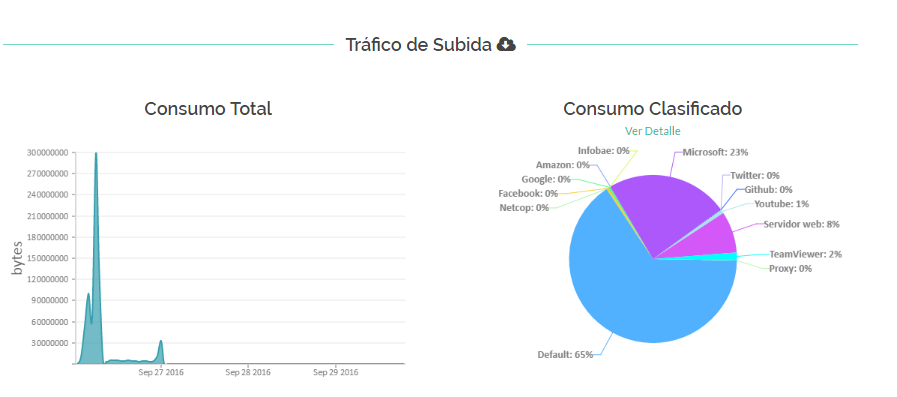 Tráfico de Subida
Consumo Total
Consumo Clasificado
Ver Detalle
bytes
300000000
270000000
240000000
210000000
180000000
150000000
120000000
90000000
60000000
30000000
Sep 27 2016
Sep 28 2016
Sep 29 2016
Infobae: 0%
Microsoft: 23%
Amazon: 0%
Twitter: 0%
Google: 0%
Github: 0%
Facebook: 0%
Youtube: 1%
Netcop: 0%
Servidor web: 8%
TeamViewer: 2%
Proxy: 0%
Default: 65%